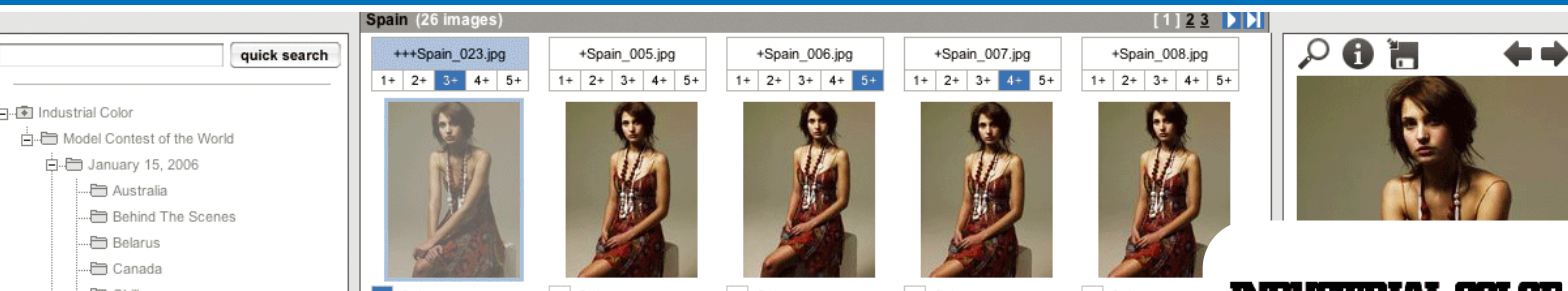 Spain (26 images) [ 1 ] 2 3
quick search
+++Spain_023.jpg
1+ 2+ 3+ 4+ 5+
+Spain_005.jpg
1+ 2+ 3+ 4+ 5+
+Spain_006.jpg
1+ 2+ 3+ 4+ 5+
+Spain_007.jpg
1+ 2+ 3+ 4+ 5+
+Spain_008.jpg
1+ 2+ 3+ 4+ 5+
Industrial Color
Model Contest of the World
January 15, 2006
Australia
Behind The Scenes
Belarus
Canada
INDUSTRIAL COLOR